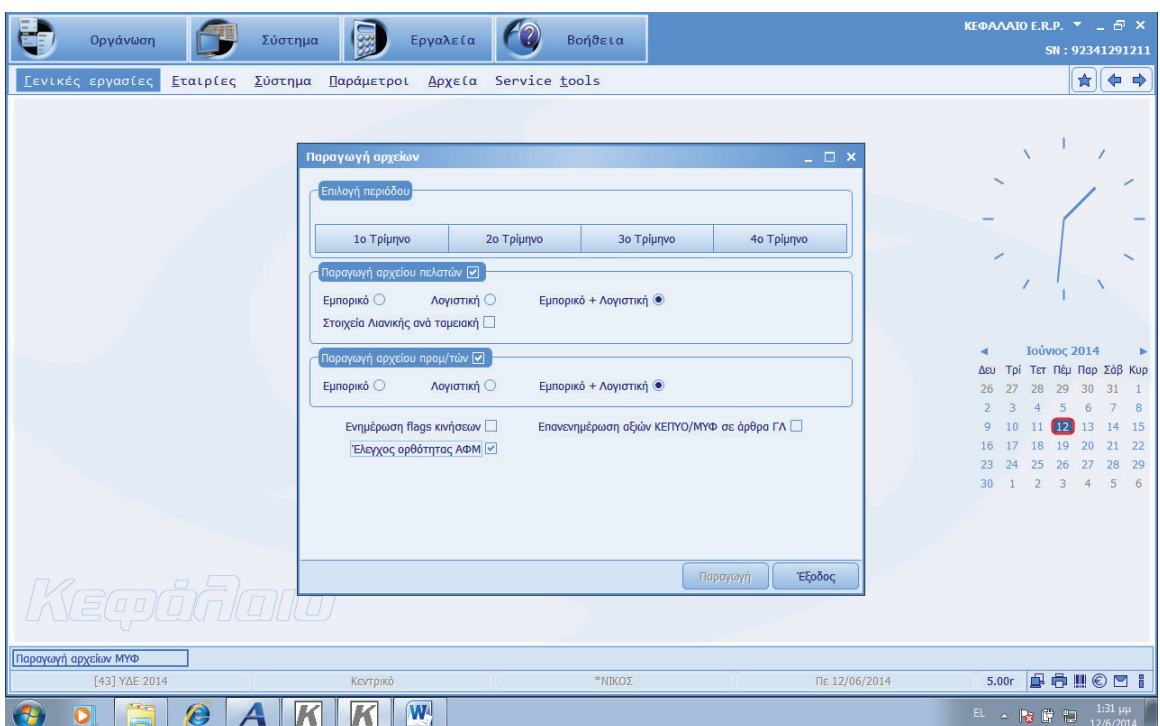 Οργάνωση Σύστημα Εργαλεία Βοήθεια ΚΕΦΑΛΑΙΟ E.R.P.
SN : 92341291211
Γενικές εργασίες Εταιρίες Σύστημα Παράμετροι Αρχεία Service tools
Παραγωγή αρχείων
Επιλογή περιόδου
1ο Τρίμηνο 2ο Τρίμηνο 3ο Τρίμηνο 4ο Τρίμηνο
Παραγωγή αρχείου πελατών
Εμπορικό Λογιστική Εμπορικό + Λογιστική
Στοιχεία Λιανικής ανά ταμειακή
Παραγωγή αρχείου προμ/τών
Εμπορικό Λογιστική Εμπορικό + Λογιστική
Ενημέρωση flags κινήσεων Επανενημέρωση αξιών ΚΕΠΥΟ/ΜΥΦ σε άρθρα ΓΛ
Έλεγχος ορθότητας ΑΦΜ
Παραγωγή Έξοδος
Ιούνιος 2014
Δευ Τρί Τετ Πέμ Παρ Σάβ Κυρ
26 27 28 29 30 31 1
2 3 4 5 6 7 8
9 10 11 12 13 14 15
16 17 18 19 20 21 22
23 24 25 26 27 28 29
30 1 2 3 4 5 6
Κεφάλαιο
Παραγωγή αρχείων ΜΥΦ
[43] ΥΔΕ 2014 Κεντρικό *ΝΙΚΟΣ Πε 12/06/2014 5.00r
EL 1:31 μμ
12/6/2014